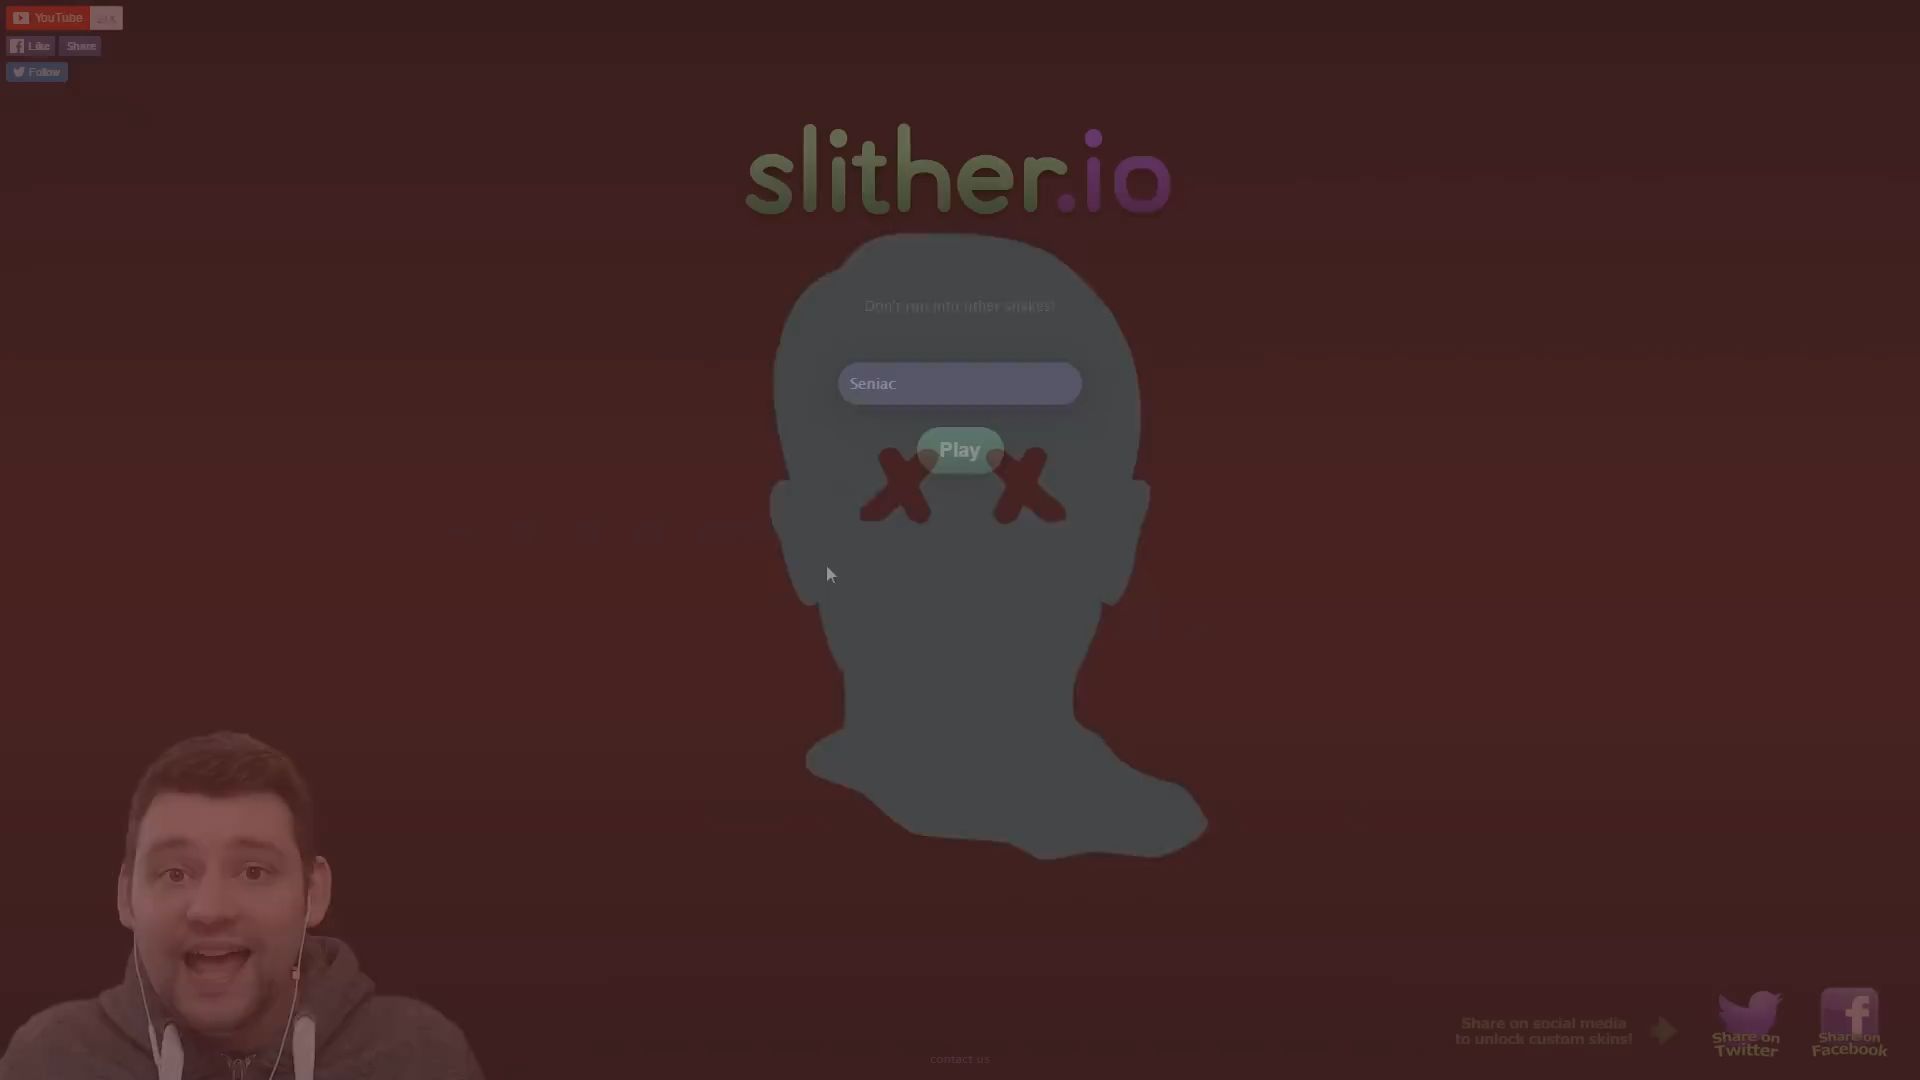 YouTube
Like
Share
Follow
slither.io
Don't run into other snakes!
Seniac
Play
Share on social media
to unlock custom skins!
Share on
Twitter
Share on
Facebook
contact us